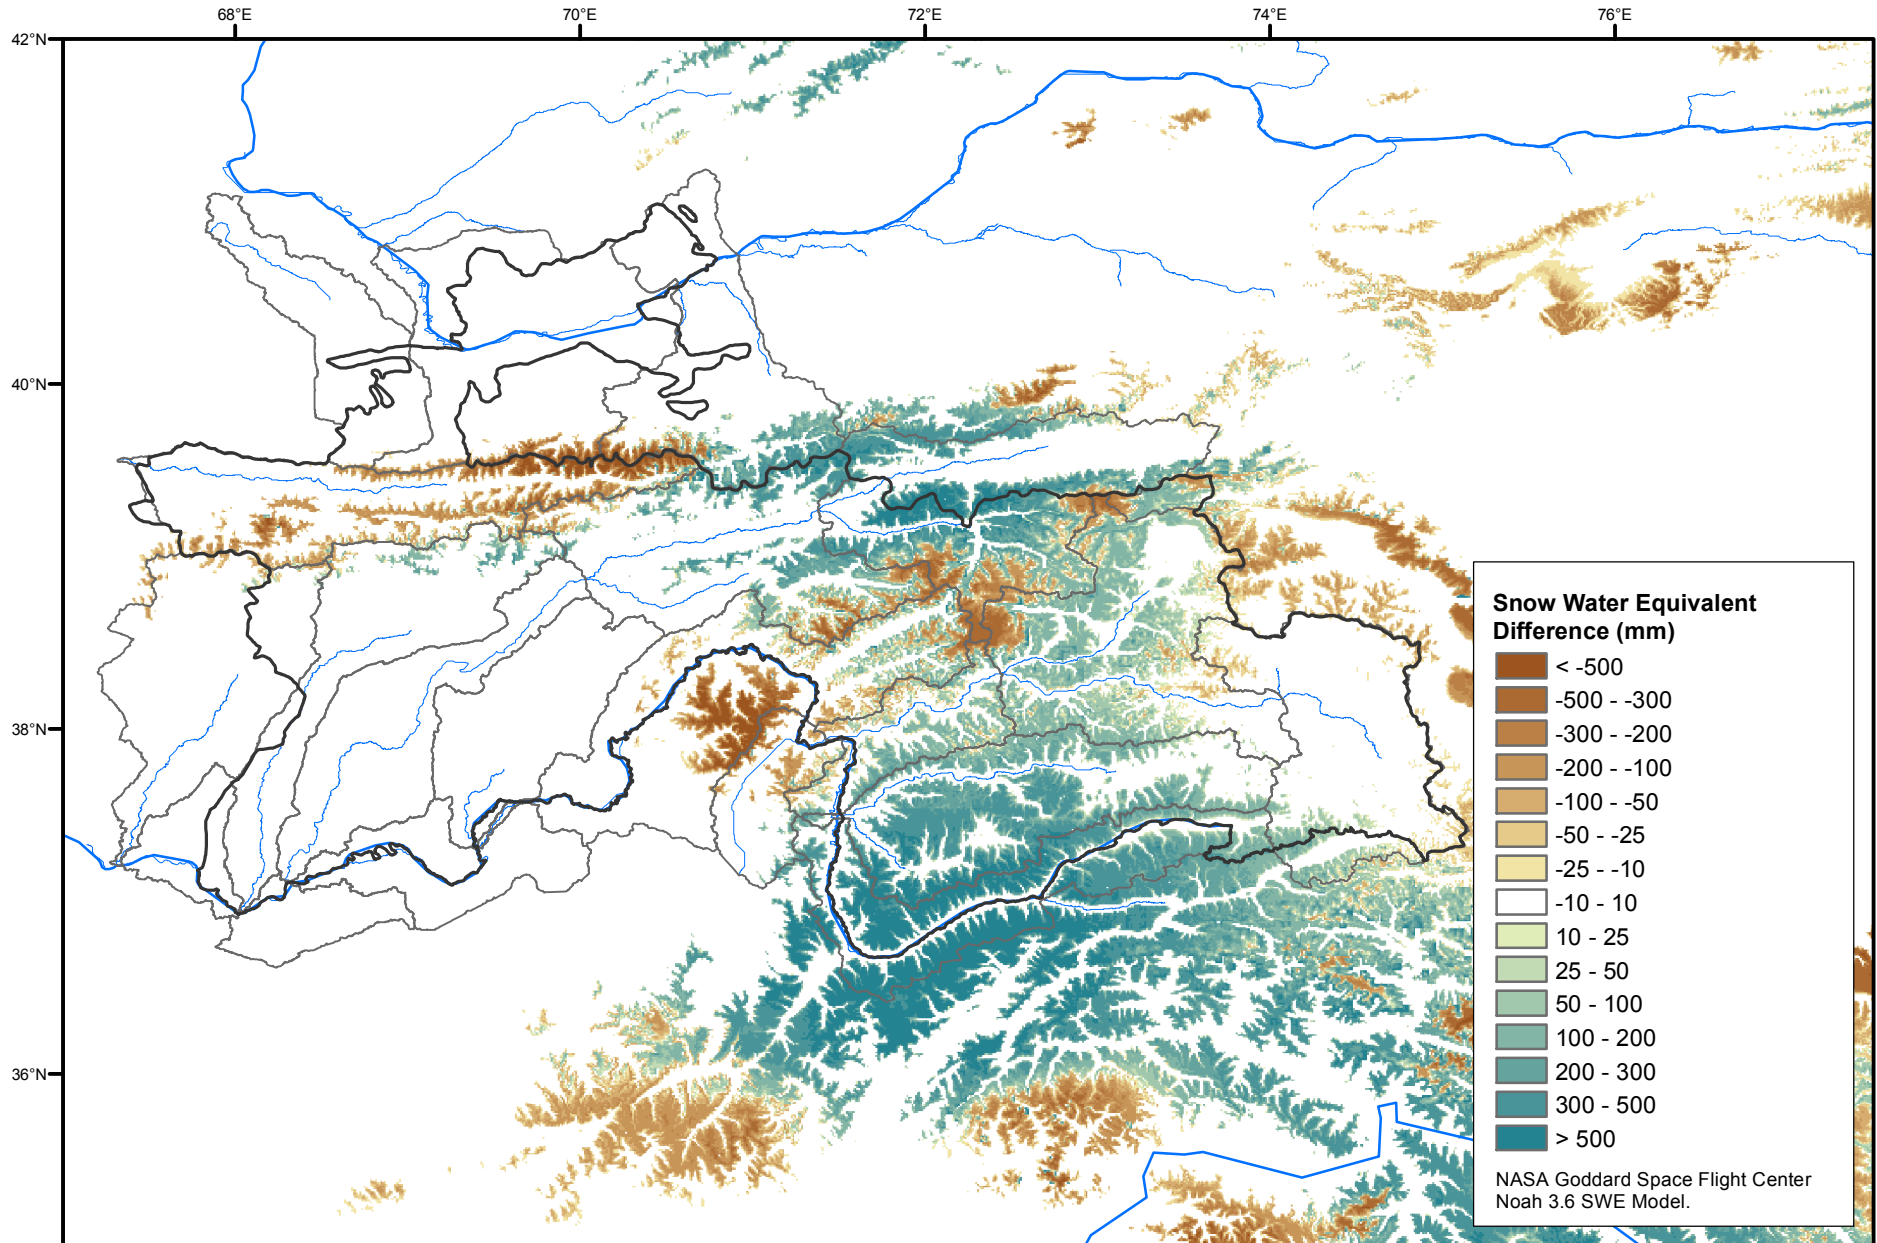 68°E
70°E
72°E
74°E
76°E
42°N
40°N
38°N
36°N
Snow Water Equivalent
Difference (mm)
< -500
-500 - -300
-300 - -200
-200 - -100
-100 - -50
-50 - -25
-25 - -10
-10 - 10
10 - 25
25 - 50
50 - 100
100 - 200
200 - 300
300 - 500
> 500
NASA Goddard Space Flight Center
Noah 3.6 SWE Model.